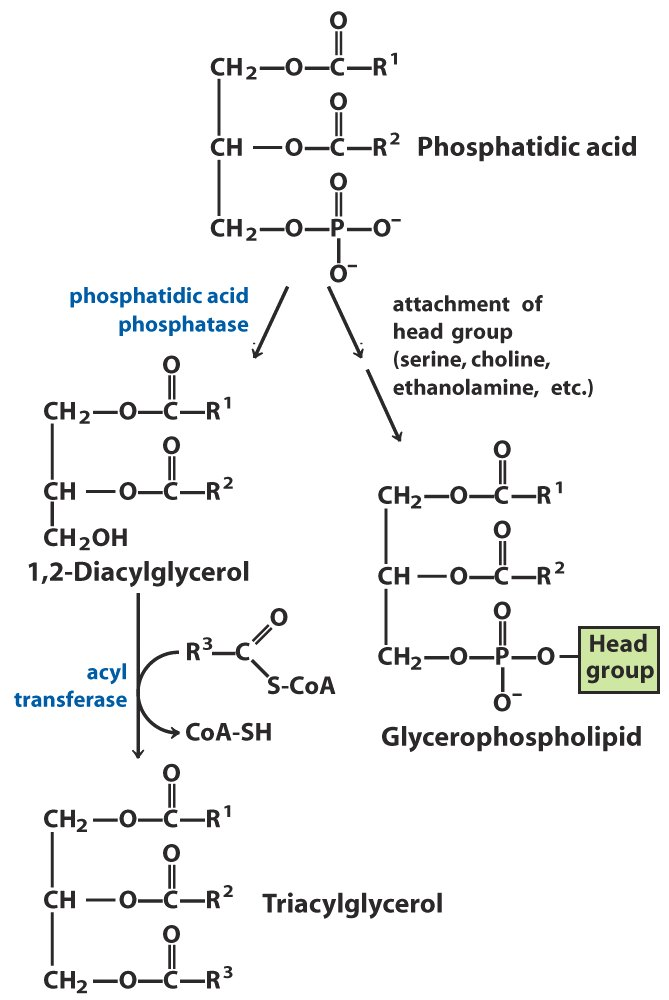 O
CH₂—O—C—R¹
O
CH—O—C—R² Phosphatidic acid
O
CH₂—O—P—O⁻
O⁻
phosphatidic acid
phosphatase
attachment of
head group
(serine, choline,
ethanolamine, etc.)
O
CH₂—O—C—R¹
O
CH—O—C—R²
CH₂OH
1,2-Diacylglycerol
O
CH₂—O—C—R¹
O
CH—O—C—R²
O
CH₂—O—P—O—
O⁻
Head
group
Glycerophospholipid
acyl
transferase
O
R³—C
S-CoA
CoA-SH
O
CH₂—O—C—R¹
O
CH—O—C—R² Triacylglycerol
O
CH₂—O—C—R³